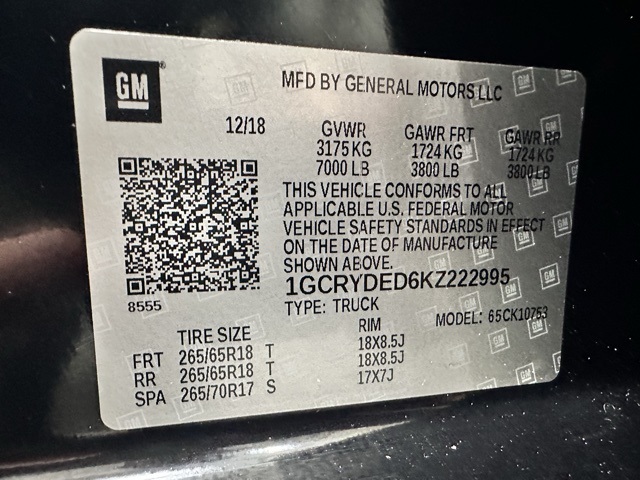 GM
MFD BY GENERAL MOTORS LLC
12/18 GVWR GAWR FRT GAWR RR
3175 KG 1724 KG 1724 KG
7000 LB 3800 LB 3800 LB
THIS VEHICLE CONFORMS TO ALL
APPLICABLE U.S. FEDERAL MOTOR
VEHICLE SAFETY STANDARDS IN EFFECT
ON THE DATE OF MANUFACTURE
SHOWN ABOVE.
1GCRYDED6KZ222995
8555
TYPE: TRUCK MODEL: 65CK10753
TIRE SIZE RIM
FRT 265/65R18 T 18X8.5J
RR 265/65R18 T 18X8.5J
SPA 265/70R17 S 17X7J